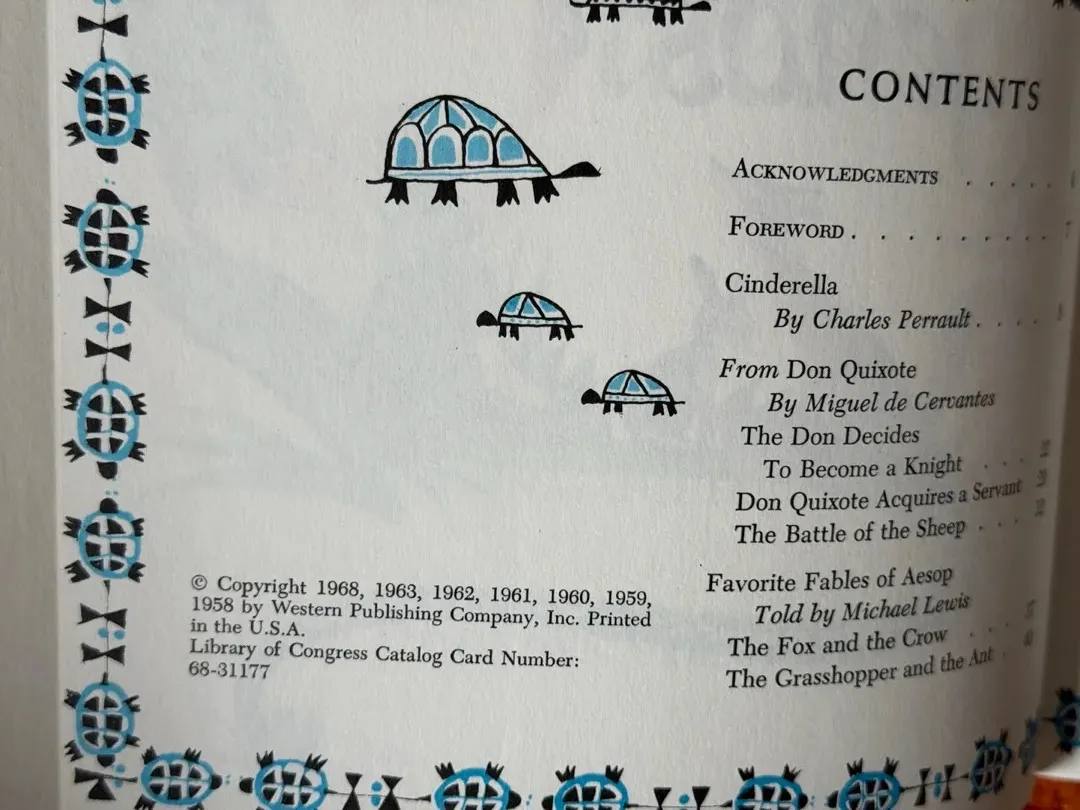 CONTENTS
ACKNOWLEDGMENTS . . . . .
FOREWORD . . . . . . . . . 7
Cinderella
By Charles Perrault . . . .
From Don Quixote
By Miguel de Cervantes
The Don Decides
To Become a Knight . . .
Don Quixote Acquires a Servant
The Battle of the Sheep . . .
Favorite Fables of Aesop
Told by Michael Lewis
The Fox and the Crow . . .
The Grasshopper and the Ant .
© Copyright 1968, 1963, 1962, 1961, 1960, 1959,
1958 by Western Publishing Company, Inc. Printed
in the U.S.A.
Library of Congress Catalog Card Number:
68-31177